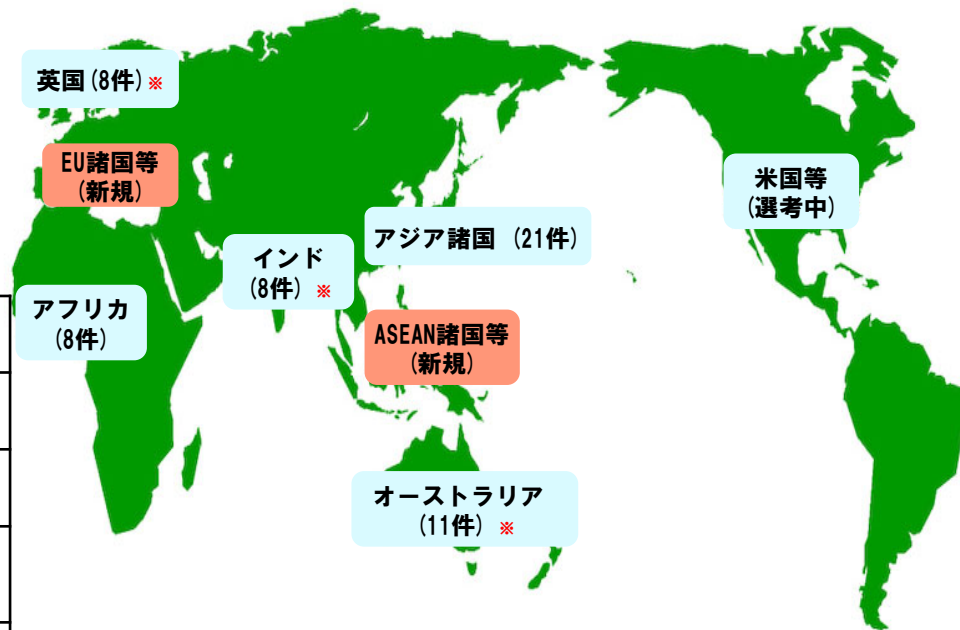 英国(8件)※
EU諸国等
(新規)
米国等
(選考中)
アジア諸国 (21件)
インド
(8件) ※
アフリカ
(8件)
ASEAN諸国等
(新規)
オーストラリア
(11件) ※